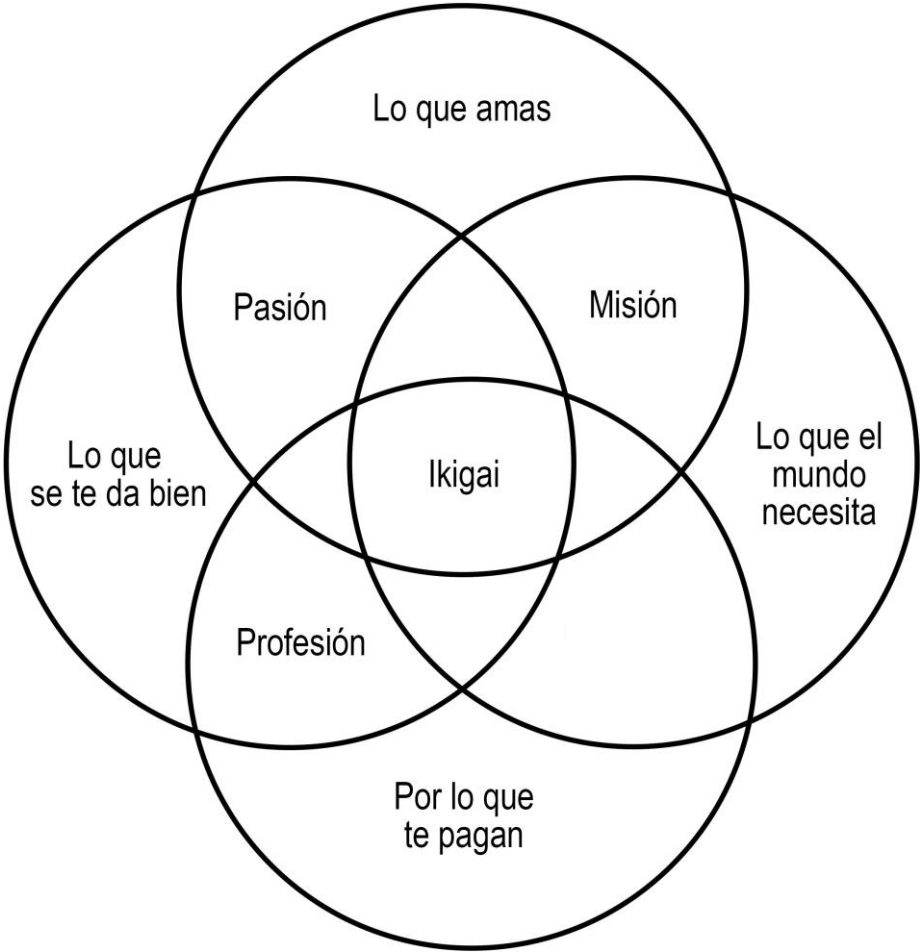 Lo que amas
Pasión
Misión
Lo que
se te da bien
Ikigai
Lo que el
mundo
necesita
Profesión
Por lo que
te pagan